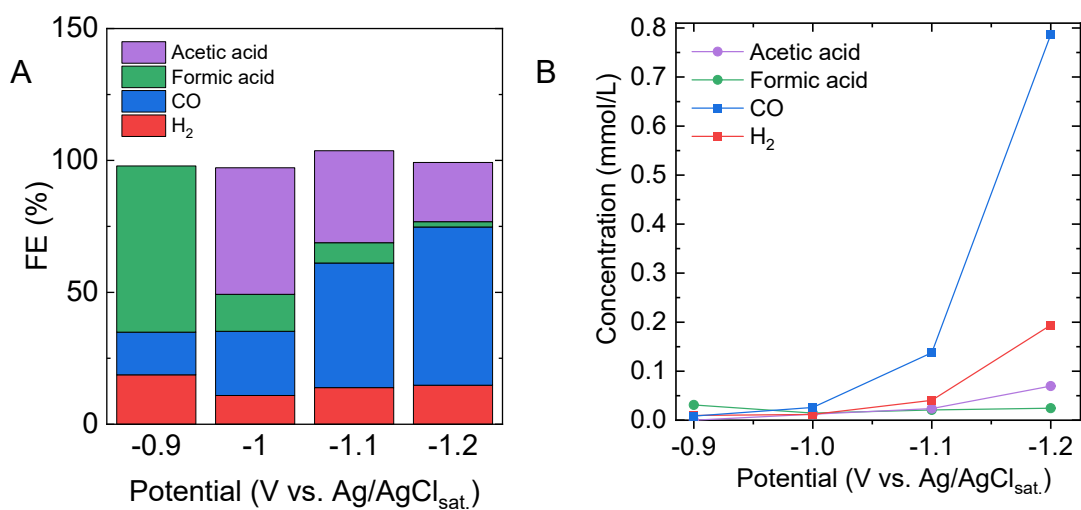 A
FE (%)
150
100
50
0
Acetic acid
Formic acid
CO
H₂
-0.9 -1 -1.1 -1.2
Potential (V vs. Ag/AgCl_sat.)
B
Concentration (mmol/L)
0.8
0.7
0.6
0.5
0.4
0.3
0.2
0.1
0.0
Acetic acid
Formic acid
CO
H₂
-0.9 -1.0 -1.1 -1.2
Potential (V vs. Ag/AgCl_sat.)